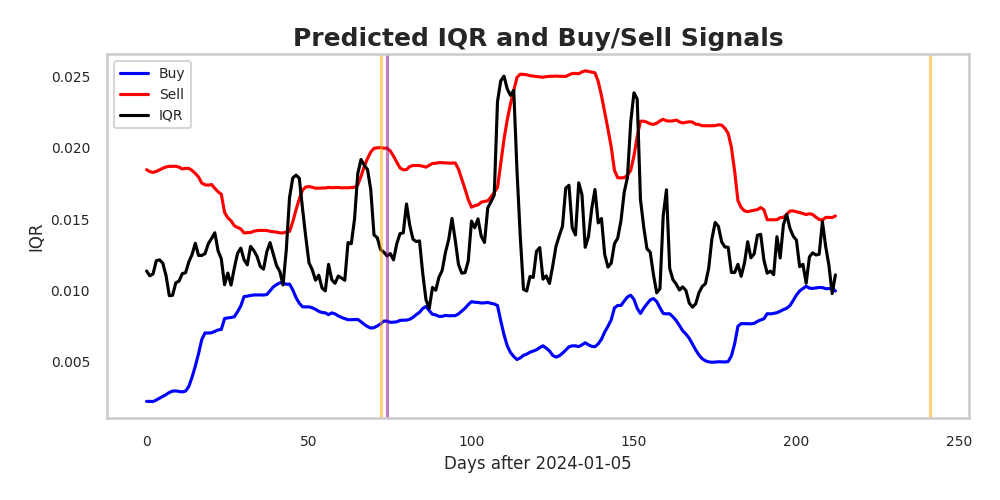 Predicted IQR and Buy/Sell Signals
Buy
Sell
IQR
0.025
0.020
0.015
0.010
0.005
IQR
0
50
100
150
200
250
Days after 2024-01-05